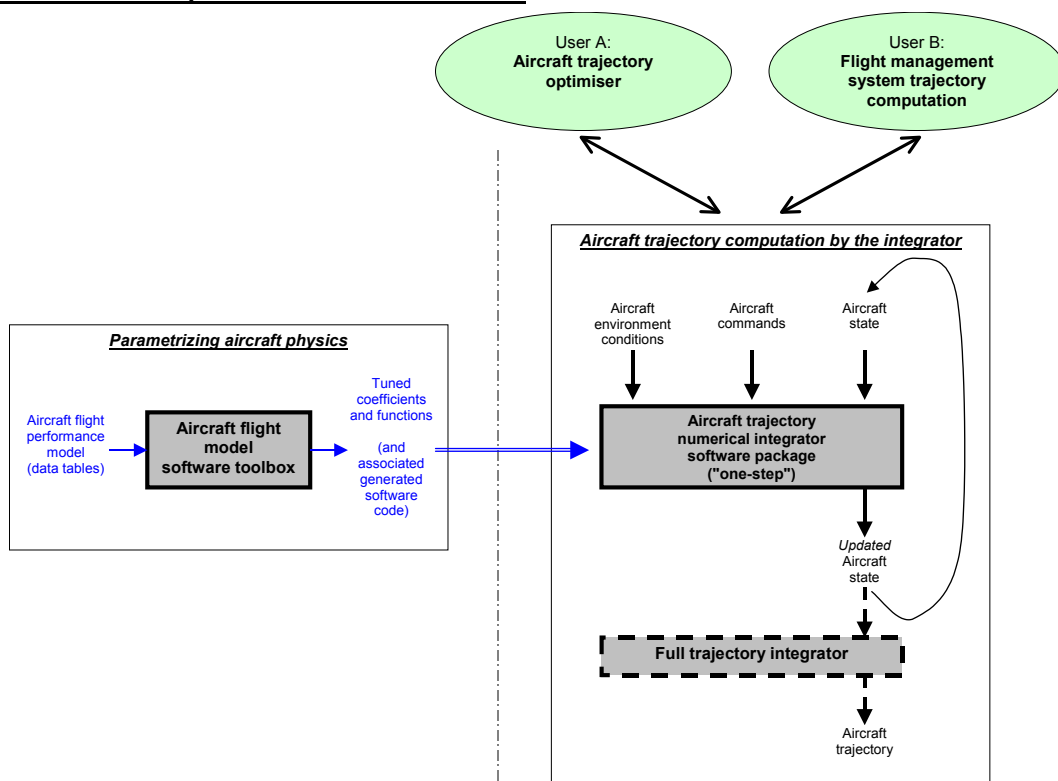 User A:
Aircraft trajectory
optimiser
User B:
Flight management
system trajectory
computation
Parametrizing aircraft physics
Aircraft flight
performance
model
(data tables)
Aircraft flight
model
software toolbox
Tuned
coefficients
and functions
(and
associated
generated
software
code)
Aircraft trajectory computation by the integrator
Aircraft
environment
conditions
Aircraft
commands
Aircraft
state
Aircraft trajectory
numerical integrator
software package
("one-step")
Updated
Aircraft
state
Full trajectory integrator
Aircraft
trajectory